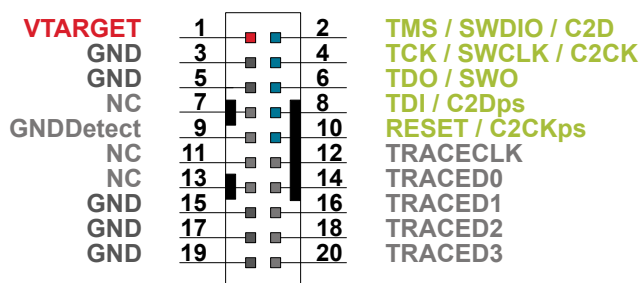 VTARGET 1 2 TMS / SWDIO / C2D
GND 3 4 TCK / SWCLK / C2CK
GND 5 6 TDO / SWO
NC 7 8 TDI / C2Dps
GNDDetect 9 10 RESET / C2CKps
NC 11 12 TRACECLK
NC 13 14 TRACED0
GND 15 16 TRACED1
GND 17 18 TRACED2
GND 19 20 TRACED3